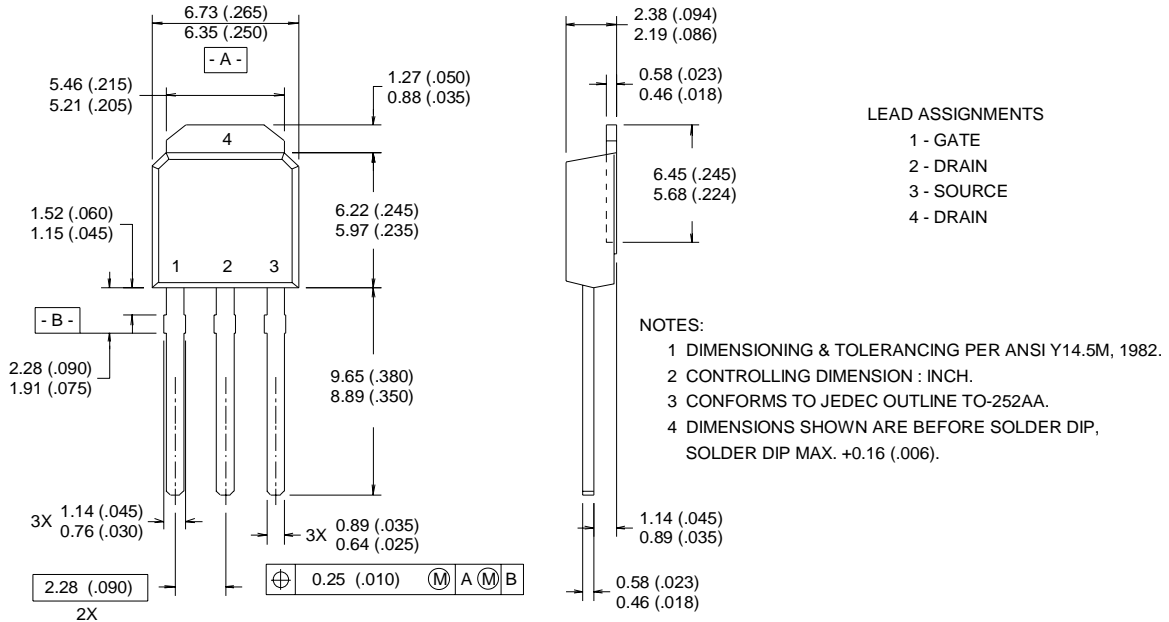 6.73 (.265)
6.35 (.250)
- A -
5.46 (.215)
5.21 (.205)
1.27 (.050)
0.88 (.035)
4
1.52 (.060)
1.15 (.045)
6.22 (.245)
5.97 (.235)
1 2 3
- B -
2.28 (.090)
1.91 (.075)
9.65 (.380)
8.89 (.350)
3X 1.14 (.045)
0.76 (.030)
3X 0.89 (.035)
0.64 (.025)
2.28 (.090)
2X
0.25 (.010) M A M B
2.38 (.094)
2.19 (.086)
0.58 (.023)
0.46 (.018)
6.45 (.245)
5.68 (.224)
1.14 (.045)
0.89 (.035)
0.58 (.023)
0.46 (.018)
LEAD ASSIGNMENTS
1 - GATE
2 - DRAIN
3 - SOURCE
4 - DRAIN
NOTES:
1 DIMENSIONING & TOLERANCING PER ANSI Y14.5M, 1982.
2 CONTROLLING DIMENSION : INCH.
3 CONFORMS TO JEDEC OUTLINE TO-252AA.
4 DIMENSIONS SHOWN ARE BEFORE SOLDER DIP,
SOLDER DIP MAX. +0.16 (.006).